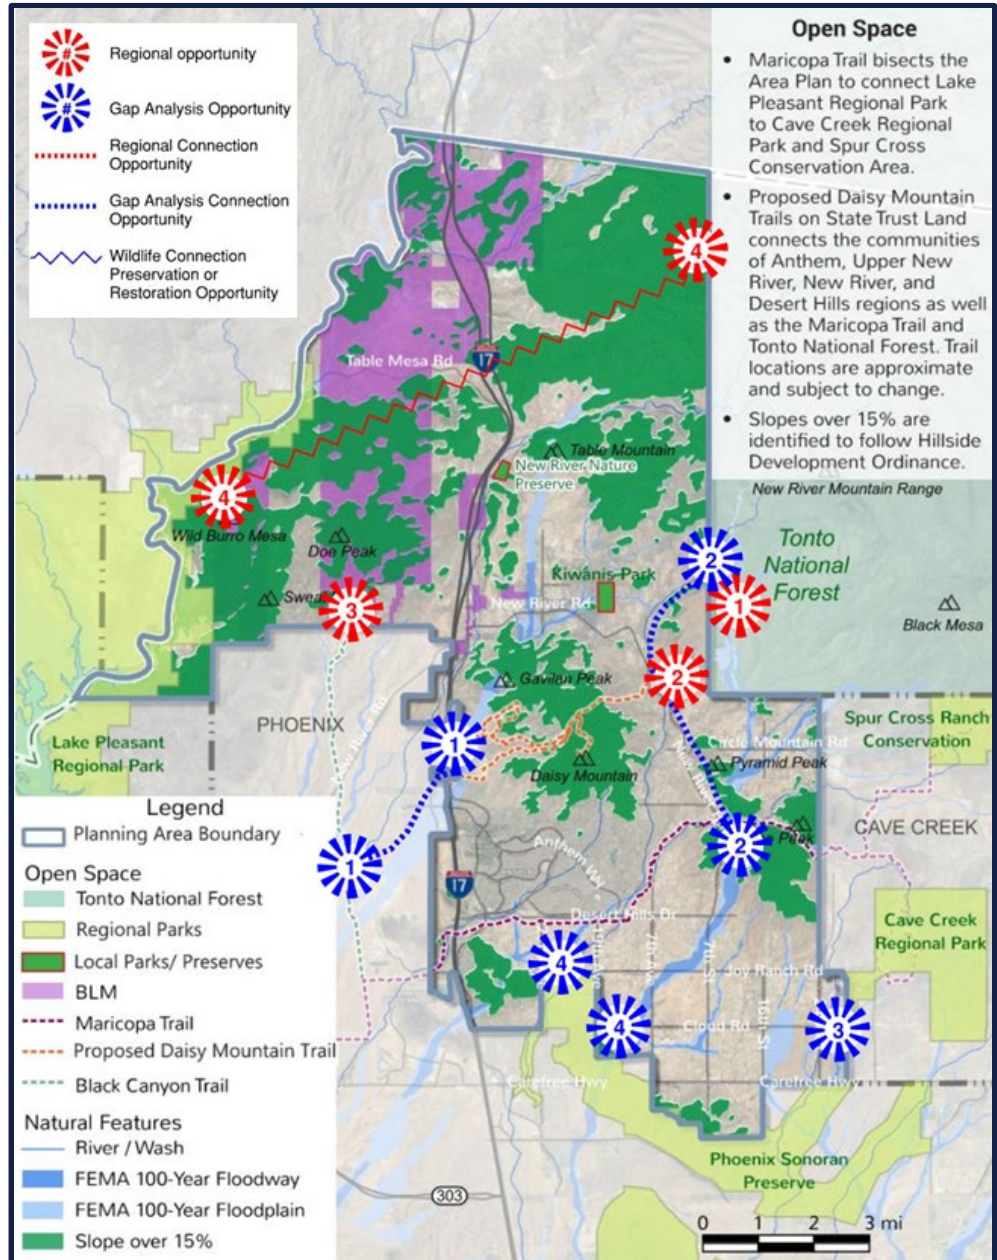 #
Regional opportunity
#
Gap Analysis Opportunity
Regional Connection
Opportunity
Gap Analysis Connection
Opportunity
Wildlife Connection
Preservation or
Restoration Opportunity
Open Space
• Maricopa Trail bisects the
Area Plan to connect Lake
Pleasant Regional Park
to Cave Creek Regional
Park and Spur Cross
Conservation Area.
• Proposed Daisy Mountain
Trails on State Trust Land
connects the communities
of Anthem, Upper New
River, New River, and
Desert Hills regions as well
as the Maricopa Trail and
Tonto National Forest. Trail
locations are approximate
and subject to change.
• Slopes over 15% are
identified to follow Hillside
Development Ordinance.
4
17
Table Mesa Rd
Table Mountain
New River Nature
Preserve
New River Mountain Range
4
Wild Burro Mesa
Doe Peak
Tonto
National
Forest
2
Kiwanis Park
3
New River Rd
1
Black Mesa
2
Gavilan Peak
PHOENIX
Lake Pleasant
Regional Park
1
Daisy Mountain
Circle Mountain Rd
Pyramid Peak
Spur Cross Ranch
Conservation
Peak
CAVE CREEK
2
1
Anthem Wy
17
Desert Hills Dr
7th Ave
7th St
Cave Creek
Regional Park
4
Joy Ranch Rd
4
Cloud Rd
16th St
3
Carefree Hwy
Carefree Hwy
Phoenix Sonoran
Preserve
303
0 1 2 3 mi
Legend
Planning Area Boundary
Open Space
Tonto National Forest
Regional Parks
Local Parks/ Preserves
BLM
Maricopa Trail
Proposed Daisy Mountain Trail
Black Canyon Trail
Natural Features
River / Wash
FEMA 100-Year Floodway
FEMA 100-Year Floodplain
Slope over 15%